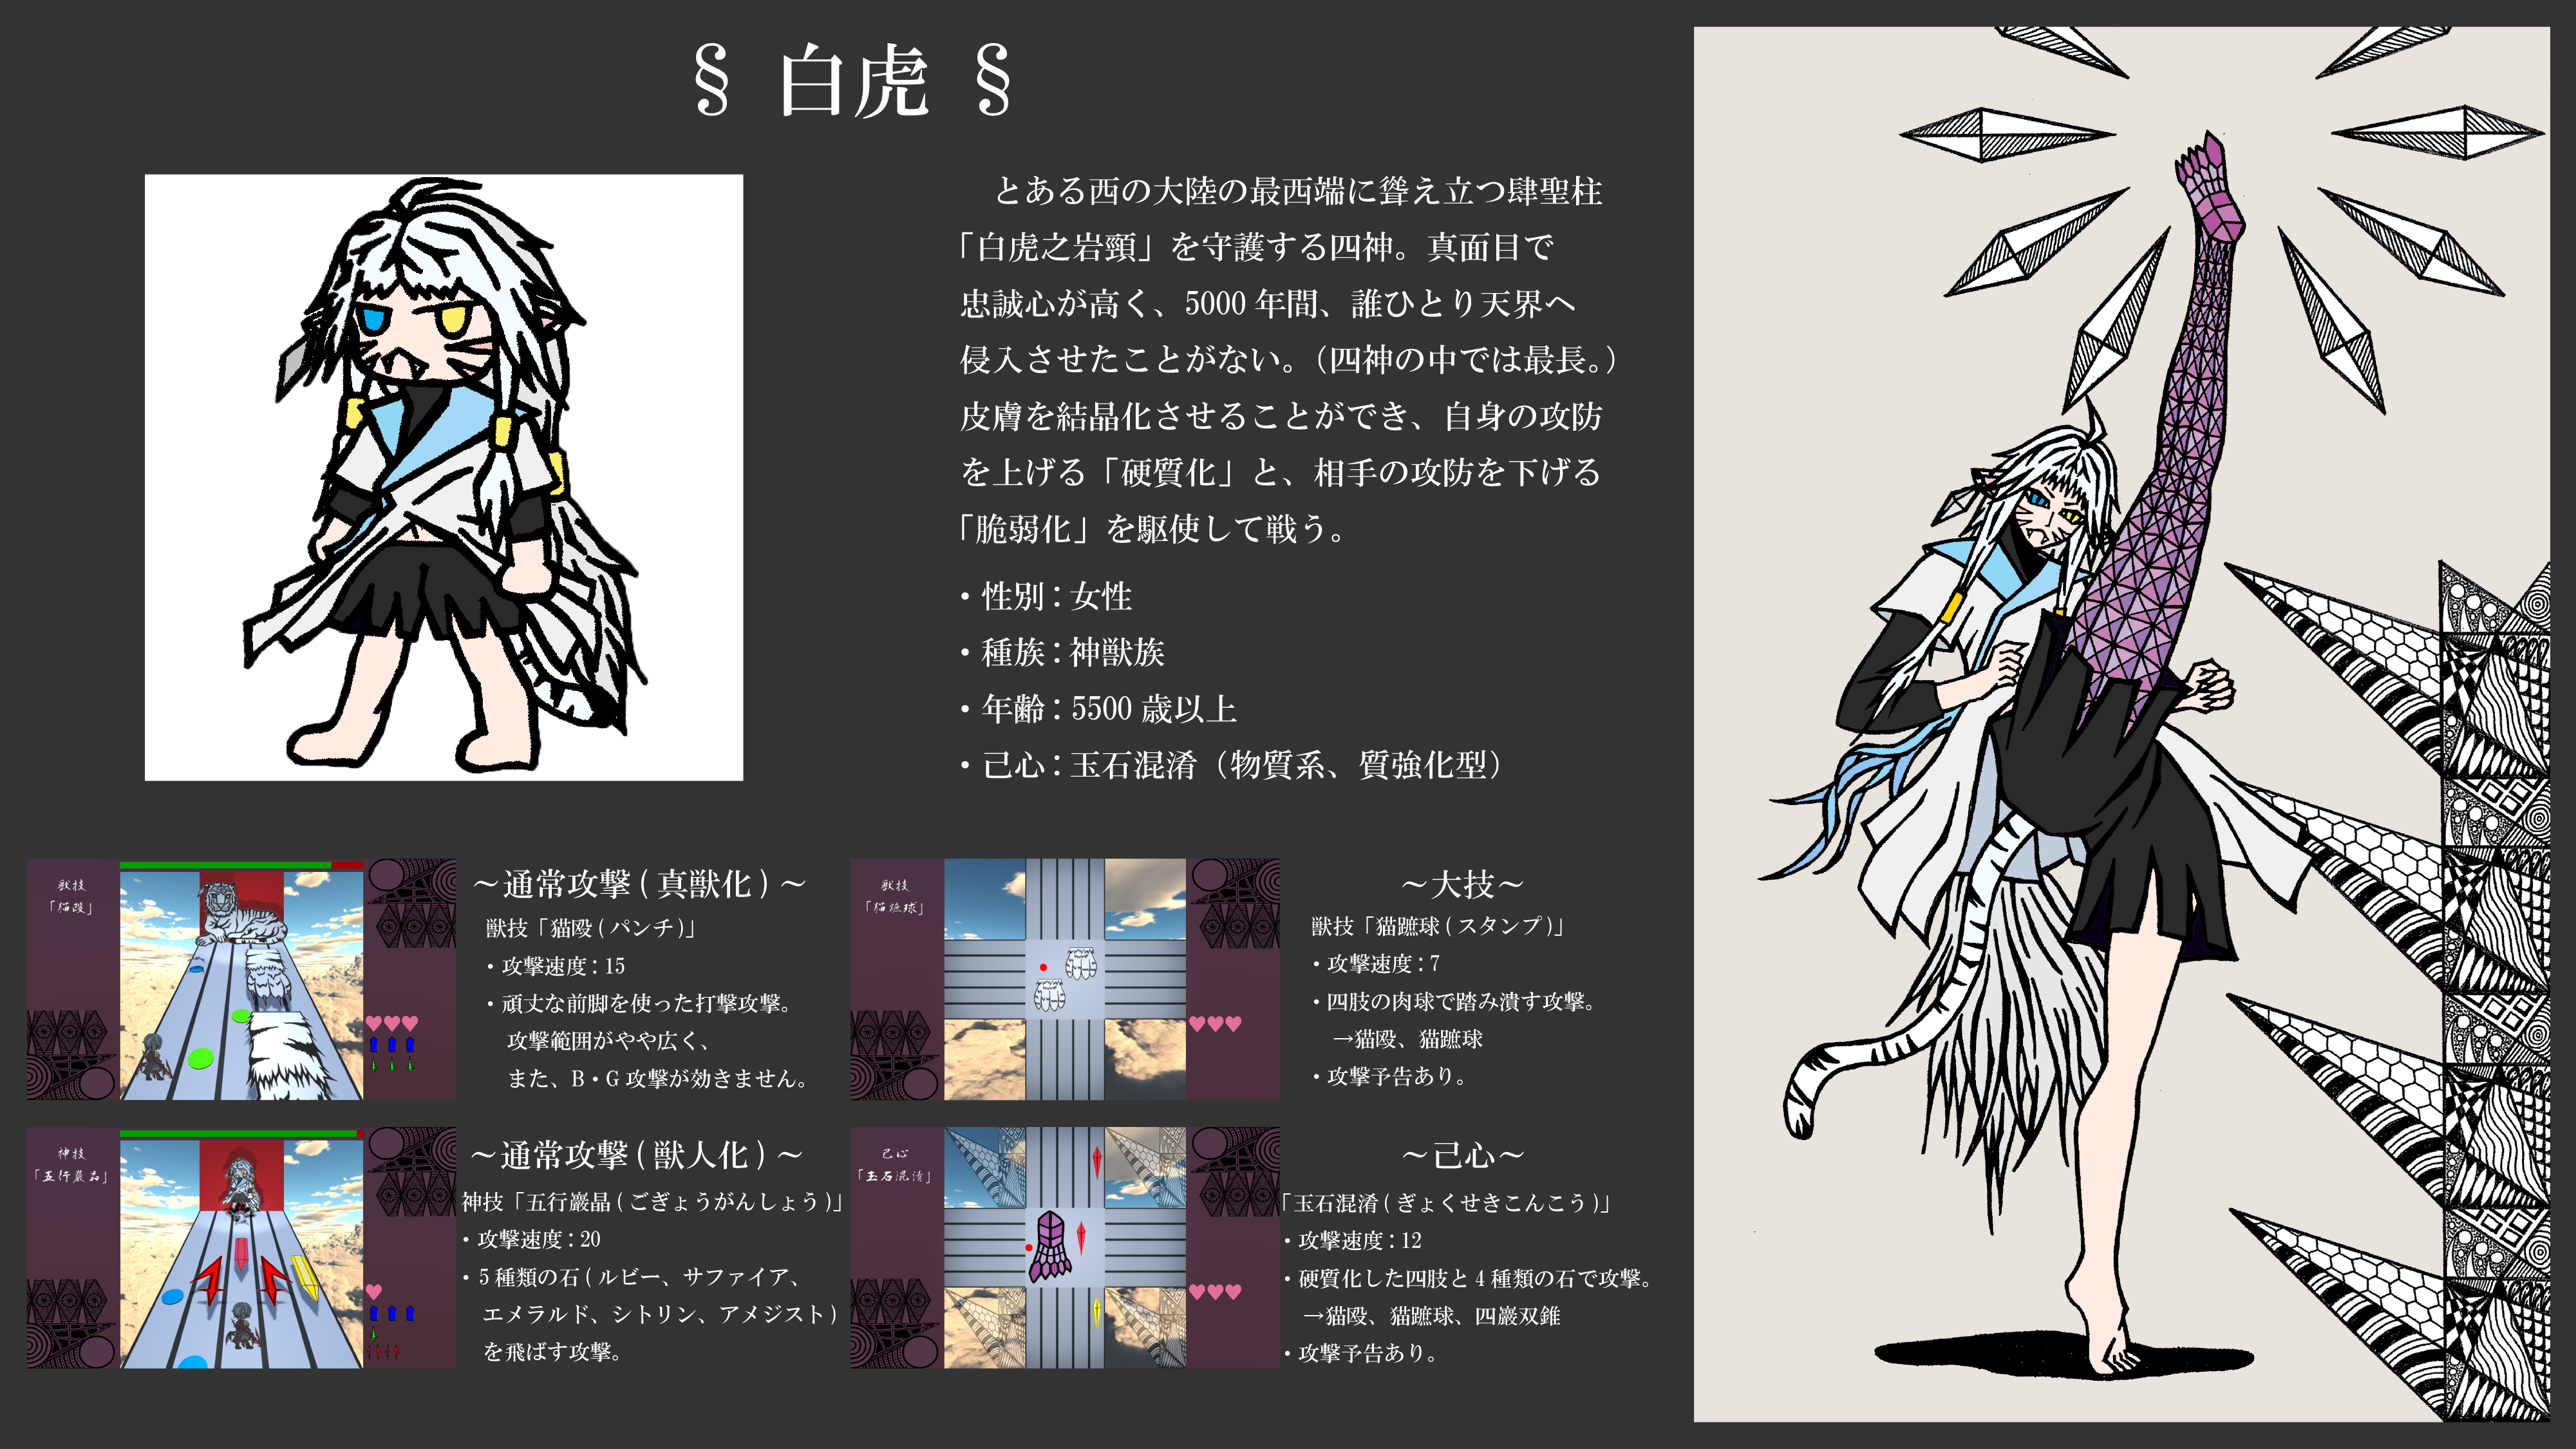 § 白虎 §
とある西の大陸の最西端に聳え立つ肆聖柱
「白虎之岩頸」を守護する四神。真面目で
忠誠心が高く、5000 年間、誰ひとり天界へ
侵入させたことがない。（四神の中では最長。）
皮膚を結晶化させることができ、自身の攻防
を上げる「硬質化」と、相手の攻防を下げる
「脆弱化」を駆使して戦う。
・性別：女性
・種族：神獣族
・年齢：5500 歳以上
・己心：玉石混淆（物質系、質強化型）
獣技
「猫殴」
～通常攻撃 ( 真獣化 ) ～
獣技「猫殴 ( パンチ )」
・攻撃速度：15
・頑丈な前脚を使った打撃攻撃。
攻撃範囲がやや広く、
また、B・G 攻撃が効きません。
獣技
「猫蹠球」
～大技～
獣技「猫蹠球 ( スタンプ )」
・攻撃速度：7
・四肢の肉球で踏み潰す攻撃。
→猫殴、猫蹠球
・攻撃予告あり。
神技
「五行巌晶」
～通常攻撃 ( 獣人化 ) ～
神技「五行巌晶 ( ごぎょうがんしょう )」
・攻撃速度：20
・5 種類の石 ( ルビー、サファイア、
エメラルド、シトリン、アメジスト )
を飛ばす攻撃。
己心
「玉石混淆」
～己心～
「玉石混淆 ( ぎょくせきこんこう )」
・攻撃速度：12
・硬質化した四肢と 4 種類の石で攻撃。
→猫殴、猫蹠球、四巌双錐
・攻撃予告あり。